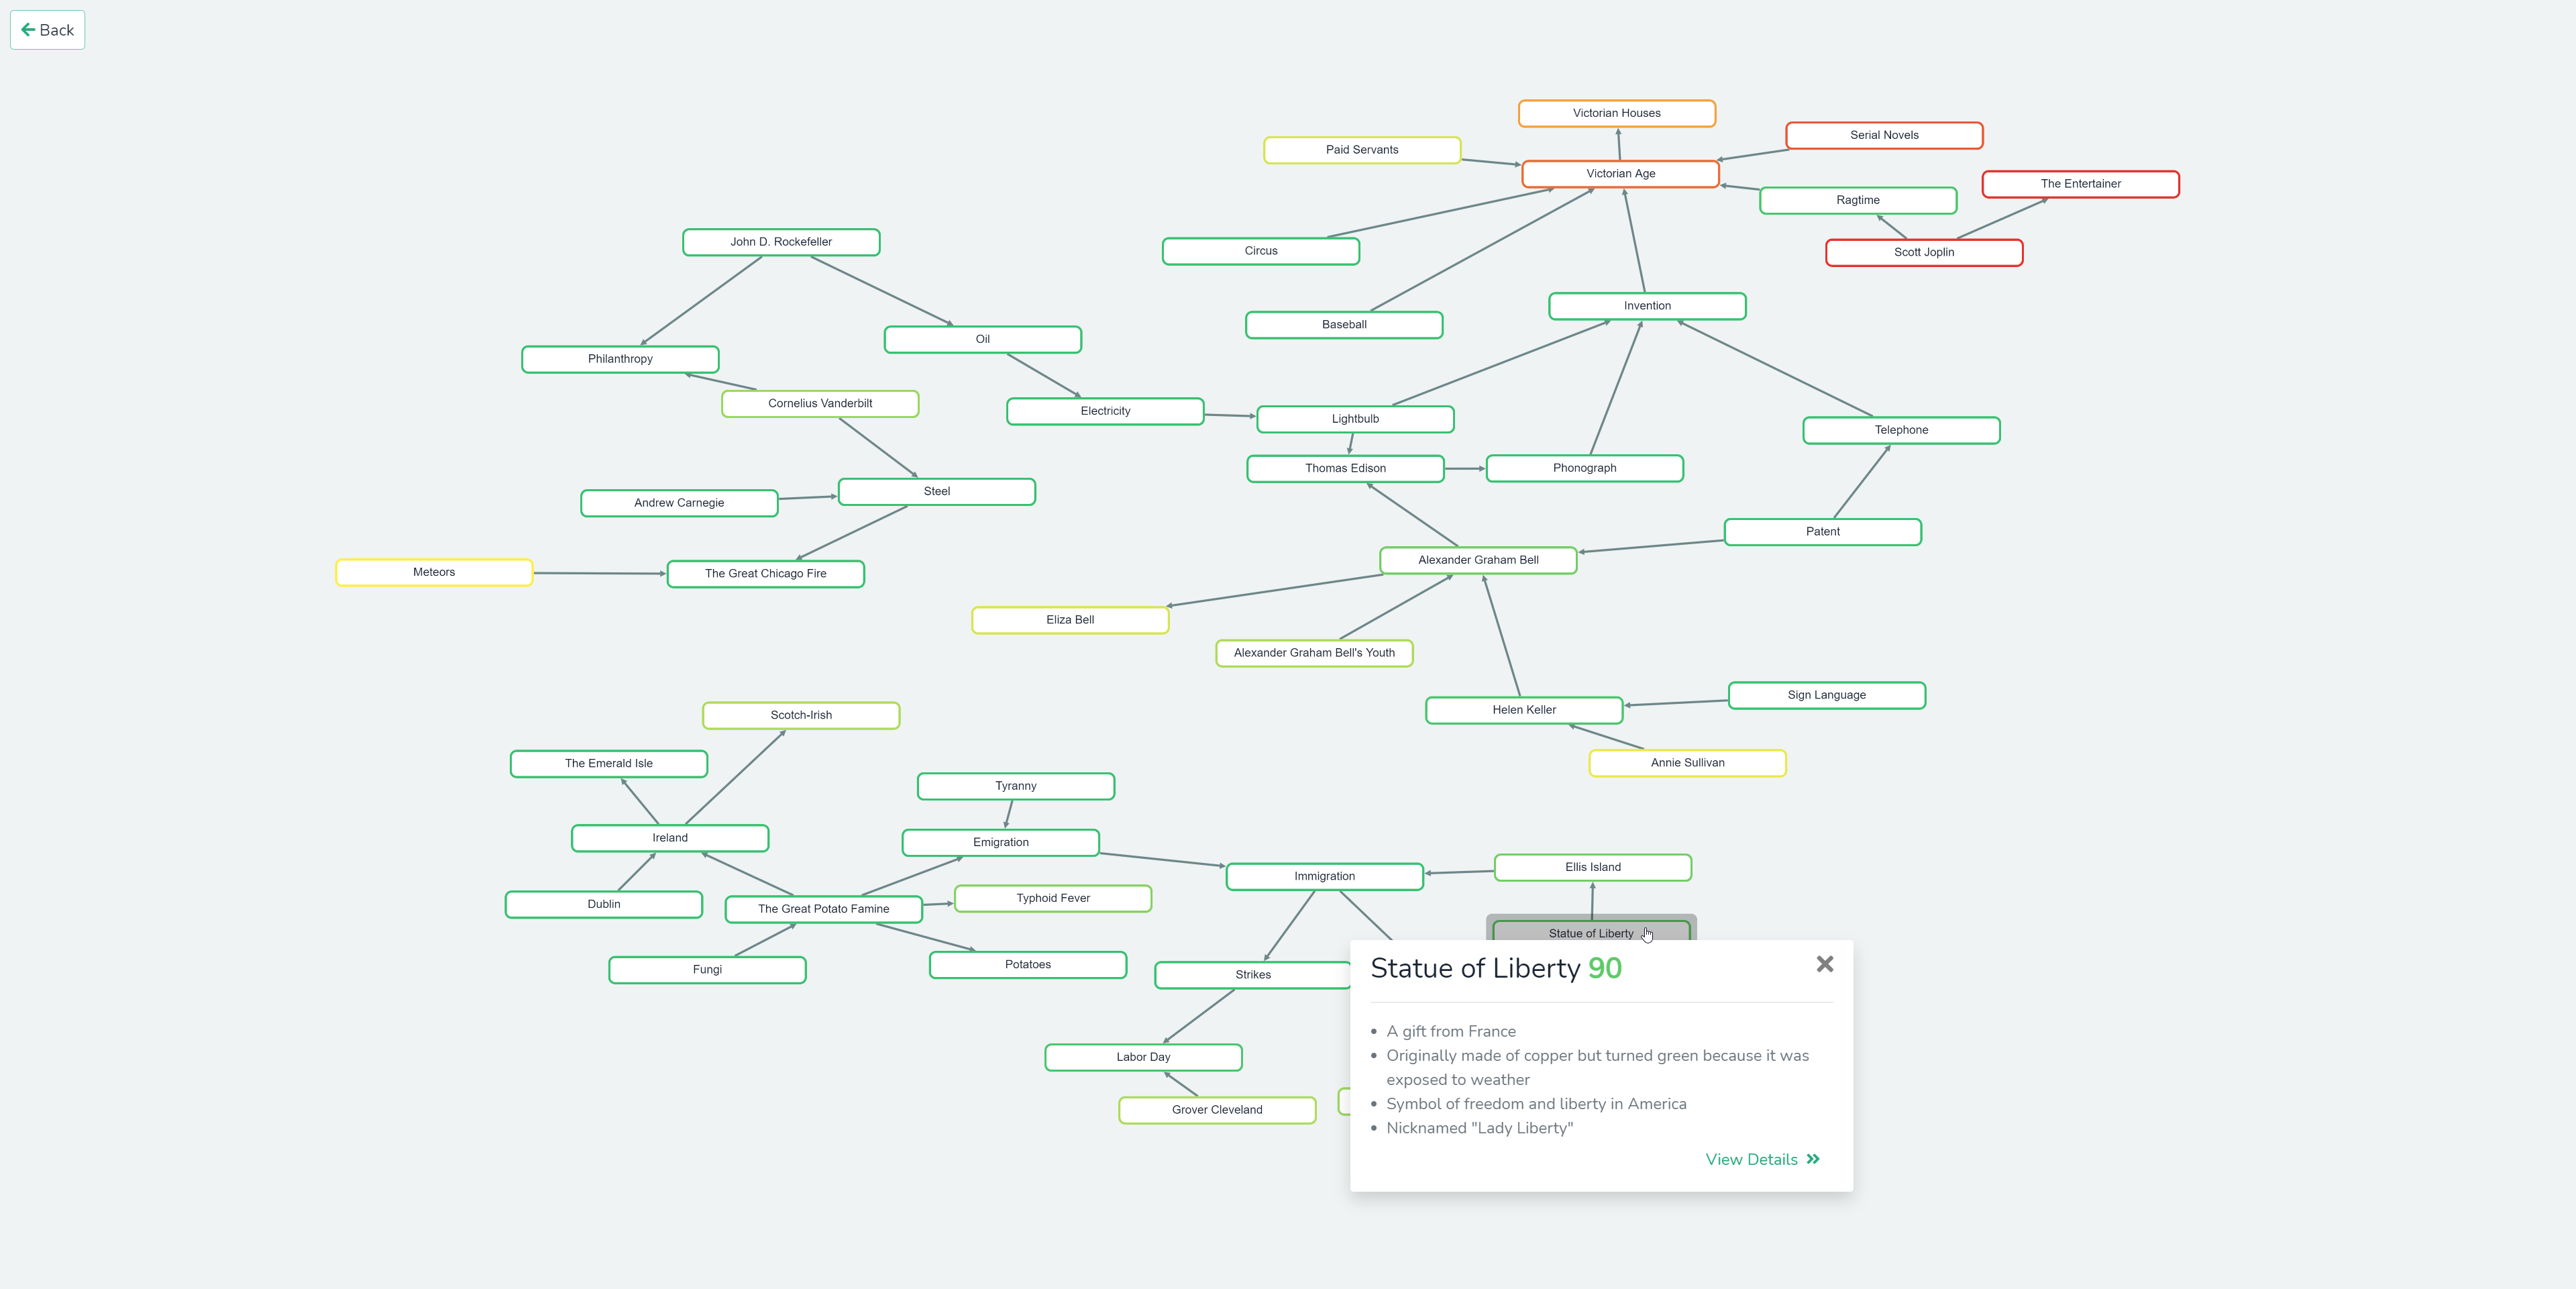 Back
Victorian Houses
Serial Novels
Paid Servants
Victorian Age
The Entertainer
Ragtime
John D. Rockefeller
Circus
Scott Joplin
Invention
Baseball
Oil
Philanthropy
Cornelius Vanderbilt
Electricity
Lightbulb
Telephone
Thomas Edison
Phonograph
Steel
Andrew Carnegie
Patent
Alexander Graham Bell
Meteors
The Great Chicago Fire
Eliza Bell
Alexander Graham Bell's Youth
Sign Language
Helen Keller
Scotch-Irish
The Emerald Isle
Annie Sullivan
Tyranny
Ireland
Emigration
Ellis Island
Immigration
Typhoid Fever
Dublin
The Great Potato Famine
Statue of Liberty
Potatoes
Fungi
Strikes
Statue of Liberty 90
A gift from France
Originally made of copper but turned green because it was
exposed to weather
Symbol of freedom and liberty in America
Nicknamed "Lady Liberty"
View Details
Labor Day
Grover Cleveland